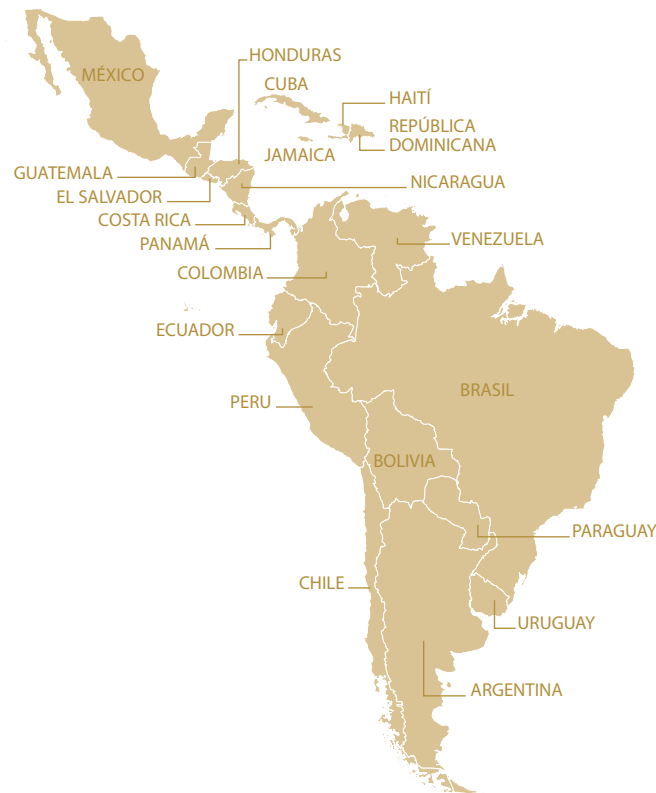 HONDURAS
MÉXICO
CUBA
HAITÍ
REPÚBLICA
DOMINICANA
JAMAICA
GUATEMALA
NICARAGUA
EL SALVADOR
COSTA RICA
PANAMÁ
VENEZUELA
COLOMBIA
ECUADOR
BRASIL
PERU
BOLIVIA
PARAGUAY
CHILE
URUGUAY
ARGENTINA